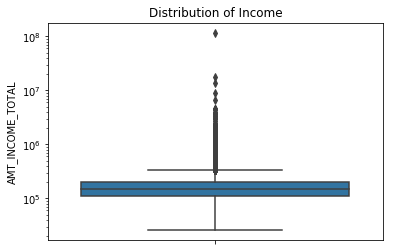 Distribution of Income
AMT_INCOME_TOTAL
10⁸
10⁷
10⁶
10⁵